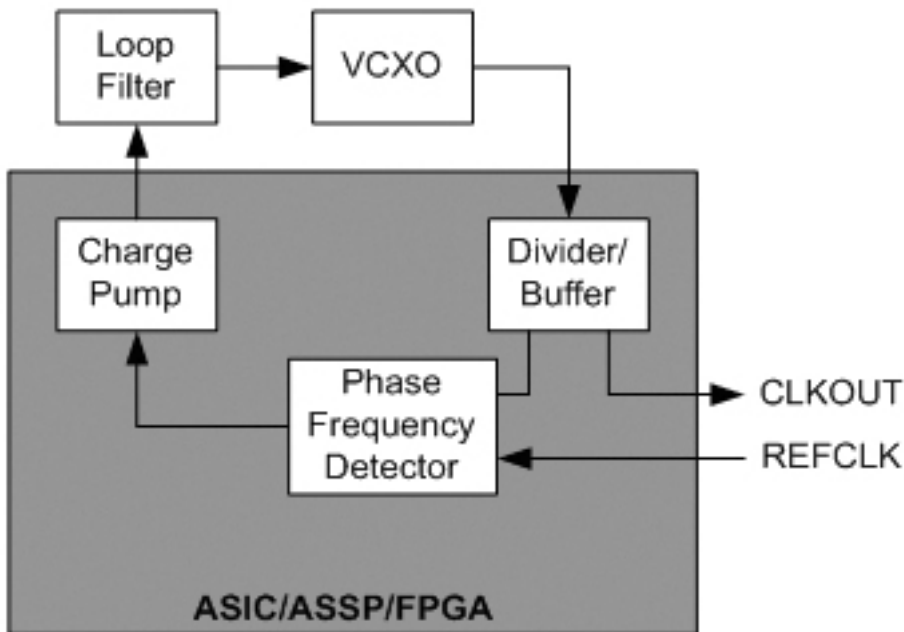 Loop
Filter
VCXO
Charge
Pump
Divider/
Buffer
Phase
Frequency
Detector
CLKOUT
REFCLK
ASIC/ASSP/FPGA